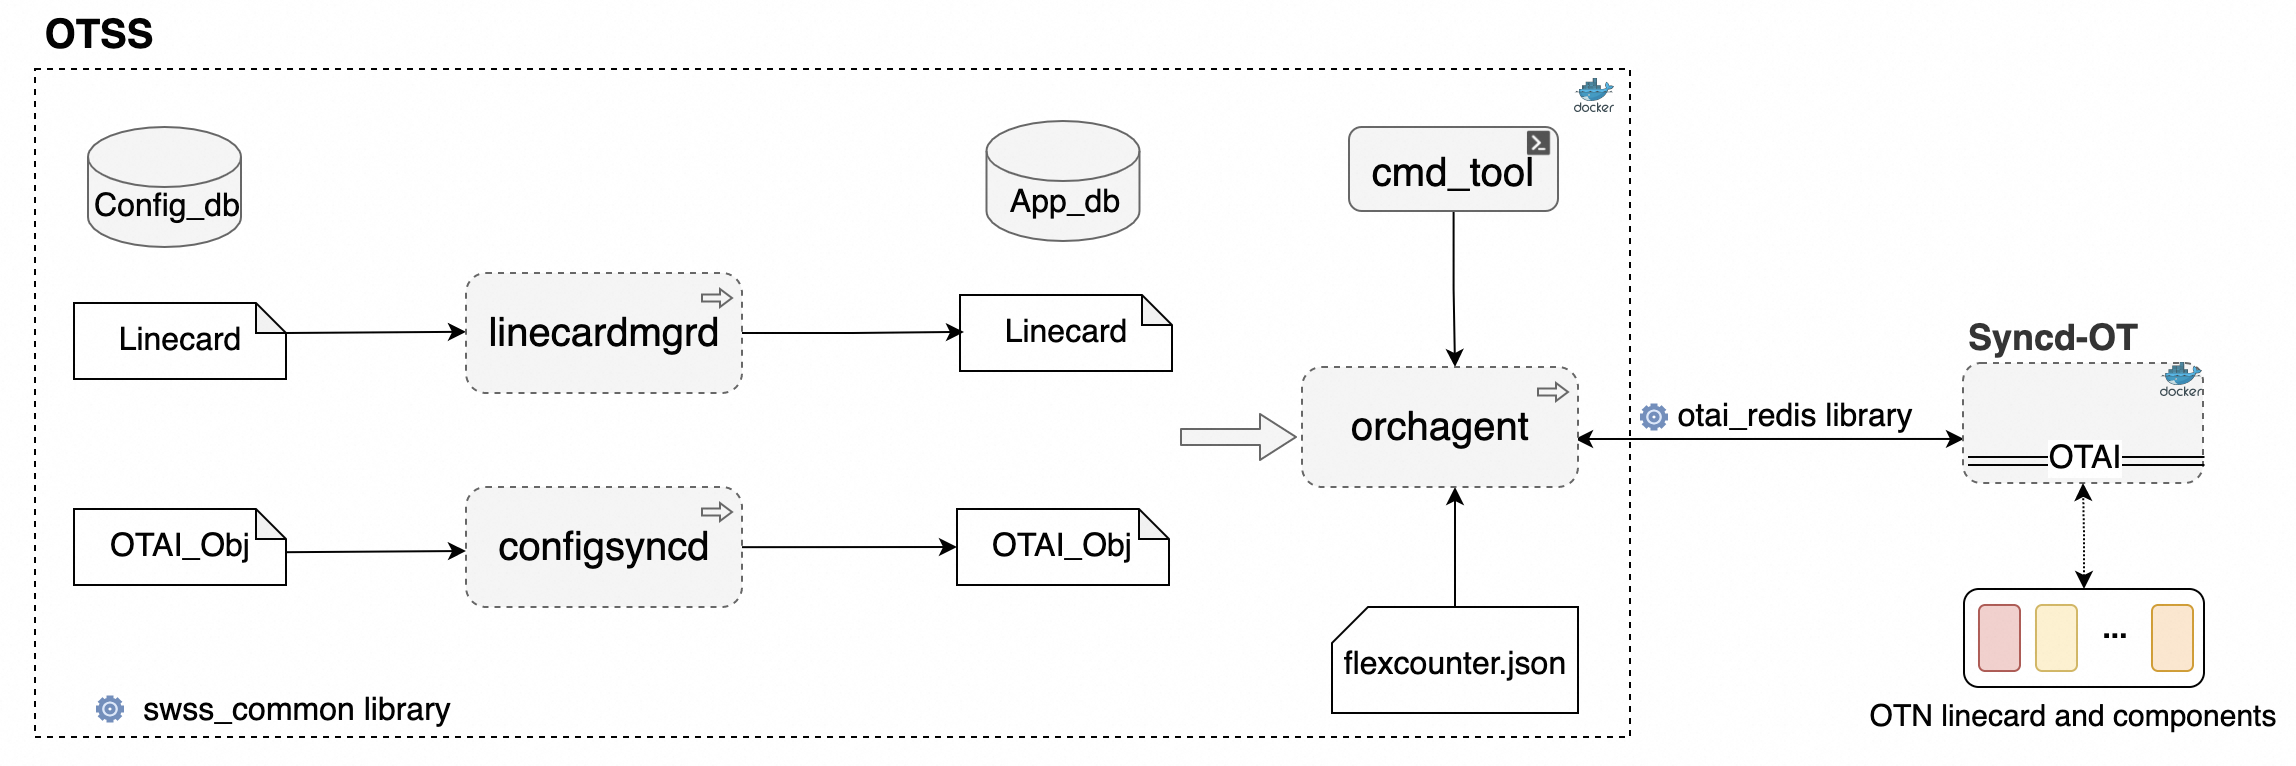 OTSS
docker
Config_db
App_db
cmd_tool
Linecard
linecardmgrd
Linecard
Syncd-OT
docker
orchagent
otai_redis library
OTAI
OTAI_Obj
configsyncd
OTAI_Obj
...
flexcounter.json
swss_common library
OTN linecard and components